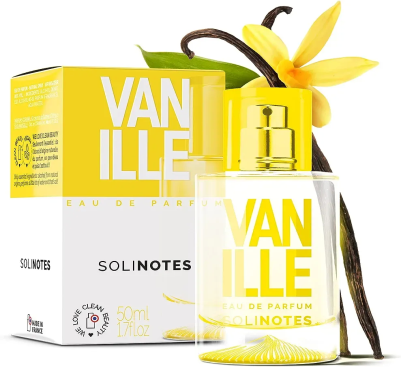 VAN
ILLE
EAU DE PARFUM
SOLINOTES
WE LOVE CLEAN BEAUTY
50ml
1.7fl.oz
MADE IN
FRANCE
VAN
ILLE
EAU DE PARFUM
SOLINOTES